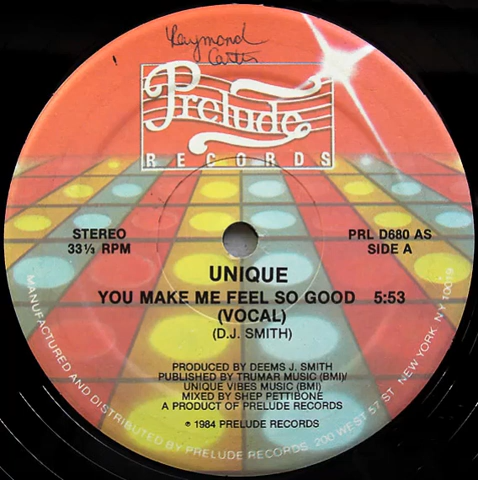 Raymond
Curtis
Prelude
RECORDS
STEREO
33⅓ RPM
PRL D680 AS
SIDE A
UNIQUE
YOU MAKE ME FEEL SO GOOD 5:53
(VOCAL)
(D.J. SMITH)
PRODUCED BY DEEMS J. SMITH
PUBLISHED BY TRUMAR MUSIC (BMI)/
UNIQUE VIBES MUSIC (BMI)
MIXED BY SHEP PETTIBONE
A PRODUCT OF PRELUDE RECORDS
℗ 1984 PRELUDE RECORDS
MANUFACTURED AND DISTRIBUTED BY PRELUDE RECORDS 200 WEST 57 ST NEW YORK NY 10019